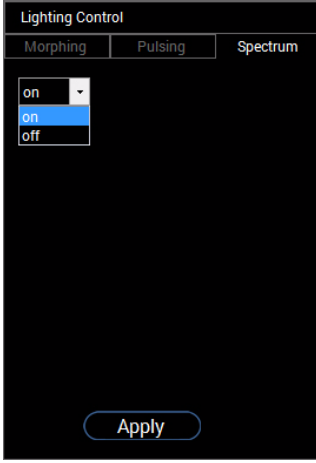 Lighting Control
Morphing Pulsing Spectrum
on
on
off
Apply